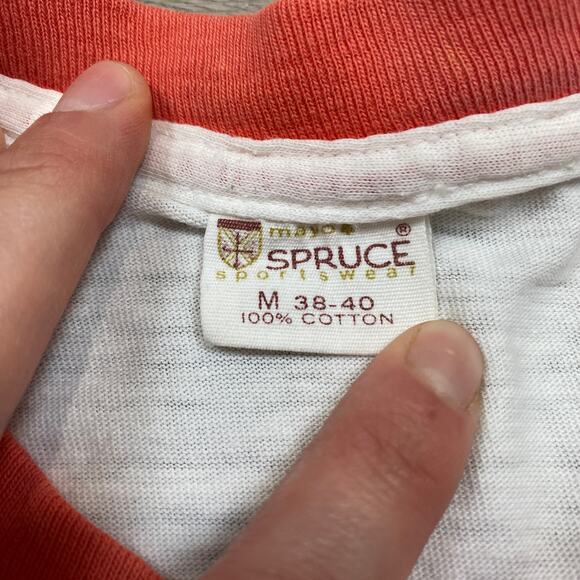 mayo
SPRUCE ®
sportswear
M 38-40
100% COTTON